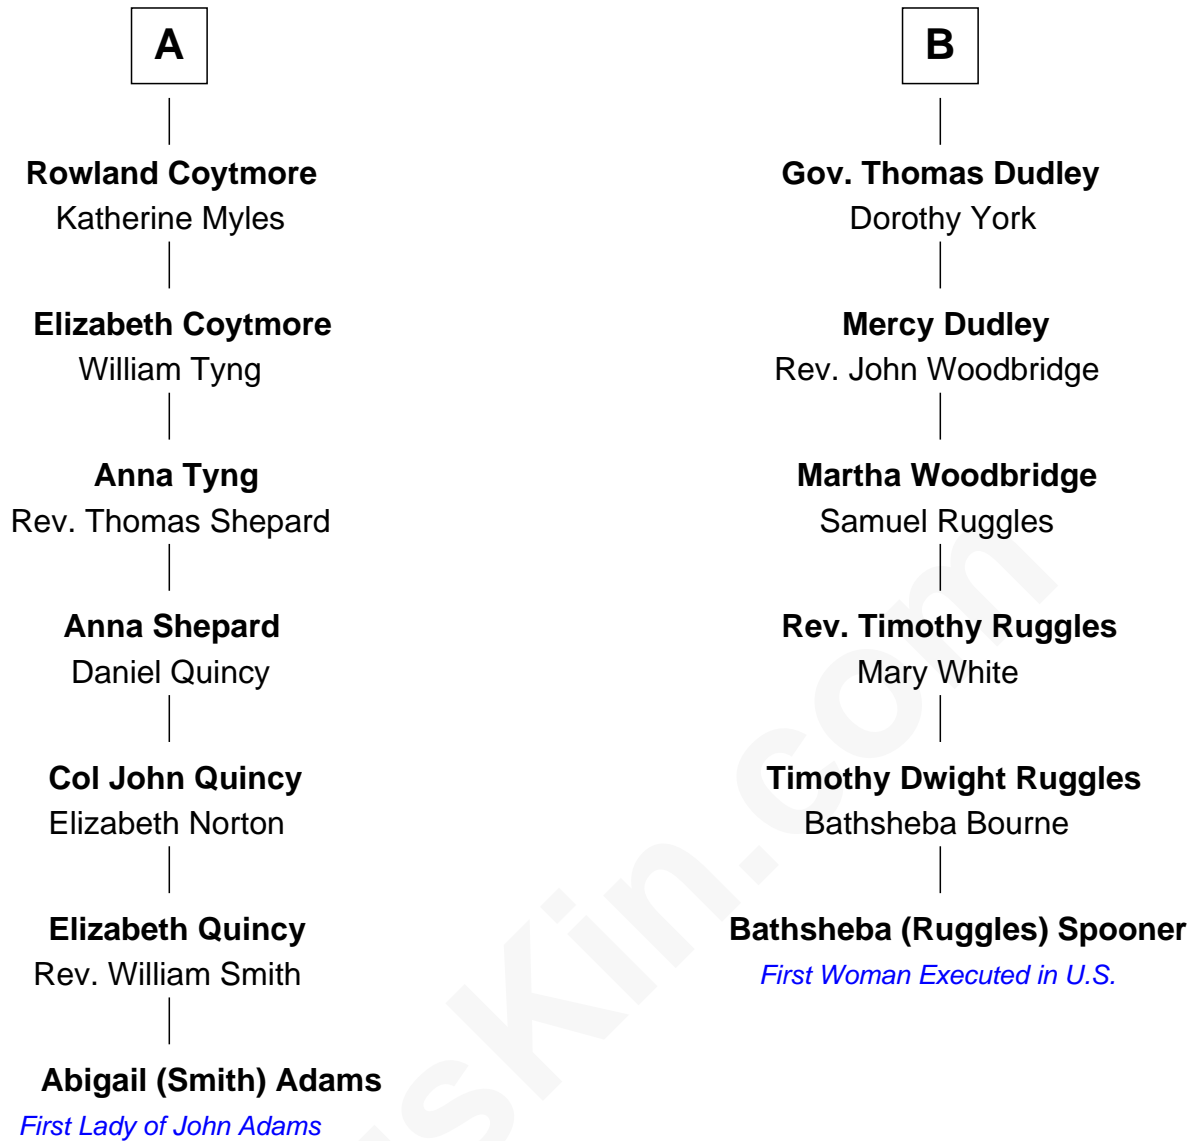 A
Rowland Coytmore
Katherine Myles
Elizabeth Coytmore
William Tyng
Anna Tyng
Rev. Thomas Shepard
Anna Shepard
Daniel Quincy
Col John Quincy
Elizabeth Norton
Elizabeth Quincy
Rev. William Smith
Abigail (Smith) Adams
First Lady of John Adams
B
Gov. Thomas Dudley
Dorothy York
Mercy Dudley
Rev. John Woodbridge
Martha Woodbridge
Samuel Ruggles
Rev. Timothy Ruggles
Mary White
Timothy Dwight Ruggles
Bathsheba Bourne
Bathsheba (Ruggles) Spooner
First Woman Executed in U.S.
usKin.com